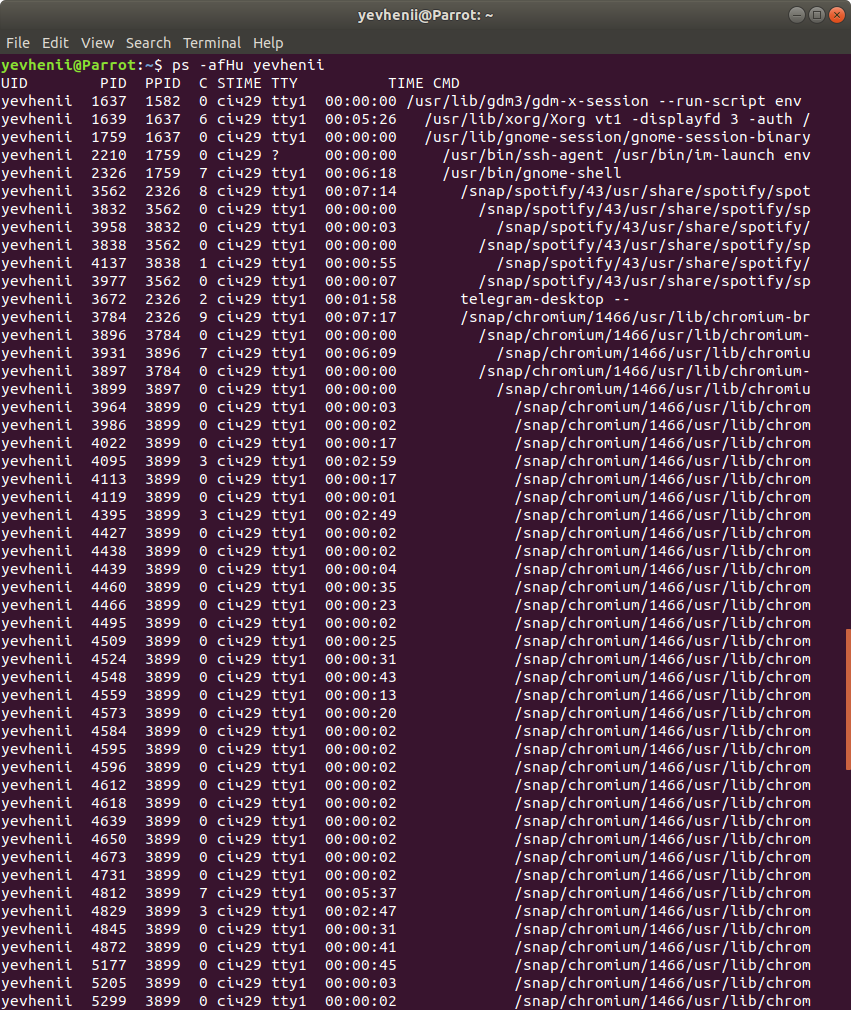 yevhenii@Parrot: ~
File Edit View Search Terminal Help
yevhenii@Parrot:~$ ps -afHu yevhenii
UID        PID  PPID  C STIME TTY          TIME CMD
yevhenii  1637  1582  0 січ29 tty1  00:00:00 /usr/lib/gdm3/gdm-x-session --run-script env
yevhenii  1639  1637  6 січ29 tty1  00:05:26   /usr/lib/xorg/Xorg vt1 -displayfd 3 -auth /
yevhenii  1759  1637  0 січ29 tty1  00:00:00   /usr/lib/gnome-session/gnome-session-binary
yevhenii  2210  1759  0 січ29 ?     00:00:00     /usr/bin/ssh-agent /usr/bin/im-launch env
yevhenii  2326  1759  7 січ29 tty1  00:06:18     /usr/bin/gnome-shell
yevhenii  3562  2326  8 січ29 tty1  00:07:14       /snap/spotify/43/usr/share/spotify/spot
yevhenii  3832  3562  0 січ29 tty1  00:00:00         /snap/spotify/43/usr/share/spotify/sp
yevhenii  3958  3832  0 січ29 tty1  00:00:03           /snap/spotify/43/usr/share/spotify/
yevhenii  3838  3562  0 січ29 tty1  00:00:00         /snap/spotify/43/usr/share/spotify/sp
yevhenii  4137  3838  1 січ29 tty1  00:00:55           /snap/spotify/43/usr/share/spotify/
yevhenii  3977  3562  0 січ29 tty1  00:00:07         /snap/spotify/43/usr/share/spotify/sp
yevhenii  3672  2326  2 січ29 tty1  00:01:58       telegram-desktop --
yevhenii  3784  2326  9 січ29 tty1  00:07:17       /snap/chromium/1466/usr/lib/chromium-br
yevhenii  3896  3784  0 січ29 tty1  00:00:00         /snap/chromium/1466/usr/lib/chromium-
yevhenii  3931  3896  7 січ29 tty1  00:06:09           /snap/chromium/1466/usr/lib/chromiu
yevhenii  3897  3784  0 січ29 tty1  00:00:00         /snap/chromium/1466/usr/lib/chromium-
yevhenii  3899  3897  0 січ29 tty1  00:00:00           /snap/chromium/1466/usr/lib/chromiu
yevhenii  3964  3899  0 січ29 tty1  00:00:03             /snap/chromium/1466/usr/lib/chrom
yevhenii  3986  3899  0 січ29 tty1  00:00:02             /snap/chromium/1466/usr/lib/chrom
yevhenii  4022  3899  0 січ29 tty1  00:00:17             /snap/chromium/1466/usr/lib/chrom
yevhenii  4095  3899  3 січ29 tty1  00:02:59             /snap/chromium/1466/usr/lib/chrom
yevhenii  4113  3899  0 січ29 tty1  00:00:17             /snap/chromium/1466/usr/lib/chrom
yevhenii  4119  3899  0 січ29 tty1  00:00:01             /snap/chromium/1466/usr/lib/chrom
yevhenii  4395  3899  3 січ29 tty1  00:02:49             /snap/chromium/1466/usr/lib/chrom
yevhenii  4427  3899  0 січ29 tty1  00:00:02             /snap/chromium/1466/usr/lib/chrom
yevhenii  4438  3899  0 січ29 tty1  00:00:02             /snap/chromium/1466/usr/lib/chrom
yevhenii  4439  3899  0 січ29 tty1  00:00:04             /snap/chromium/1466/usr/lib/chrom
yevhenii  4460  3899  0 січ29 tty1  00:00:35             /snap/chromium/1466/usr/lib/chrom
yevhenii  4466  3899  0 січ29 tty1  00:00:23             /snap/chromium/1466/usr/lib/chrom
yevhenii  4495  3899  0 січ29 tty1  00:00:02             /snap/chromium/1466/usr/lib/chrom
yevhenii  4509  3899  0 січ29 tty1  00:00:25             /snap/chromium/1466/usr/lib/chrom
yevhenii  4524  3899  0 січ29 tty1  00:00:31             /snap/chromium/1466/usr/lib/chrom
yevhenii  4548  3899  0 січ29 tty1  00:00:43             /snap/chromium/1466/usr/lib/chrom
yevhenii  4559  3899  0 січ29 tty1  00:00:13             /snap/chromium/1466/usr/lib/chrom
yevhenii  4573  3899  0 січ29 tty1  00:00:20             /snap/chromium/1466/usr/lib/chrom
yevhenii  4584  3899  0 січ29 tty1  00:00:02             /snap/chromium/1466/usr/lib/chrom
yevhenii  4595  3899  0 січ29 tty1  00:00:02             /snap/chromium/1466/usr/lib/chrom
yevhenii  4596  3899  0 січ29 tty1  00:00:02             /snap/chromium/1466/usr/lib/chrom
yevhenii  4612  3899  0 січ29 tty1  00:00:02             /snap/chromium/1466/usr/lib/chrom
yevhenii  4618  3899  0 січ29 tty1  00:00:02             /snap/chromium/1466/usr/lib/chrom
yevhenii  4639  3899  0 січ29 tty1  00:00:02             /snap/chromium/1466/usr/lib/chrom
yevhenii  4650  3899  0 січ29 tty1  00:00:02             /snap/chromium/1466/usr/lib/chrom
yevhenii  4673  3899  0 січ29 tty1  00:00:02             /snap/chromium/1466/usr/lib/chrom
yevhenii  4731  3899  0 січ29 tty1  00:00:02             /snap/chromium/1466/usr/lib/chrom
yevhenii  4812  3899  7 січ29 tty1  00:05:37             /snap/chromium/1466/usr/lib/chrom
yevhenii  4829  3899  3 січ29 tty1  00:02:47             /snap/chromium/1466/usr/lib/chrom
yevhenii  4845  3899  0 січ29 tty1  00:00:31             /snap/chromium/1466/usr/lib/chrom
yevhenii  4872  3899  0 січ29 tty1  00:00:41             /snap/chromium/1466/usr/lib/chrom
yevhenii  5177  3899  0 січ29 tty1  00:00:45             /snap/chromium/1466/usr/lib/chrom
yevhenii  5205  3899  0 січ29 tty1  00:00:03             /snap/chromium/1466/usr/lib/chrom
yevhenii  5299  3899  0 січ29 tty1  00:00:02             /snap/chromium/1466/usr/lib/chrom